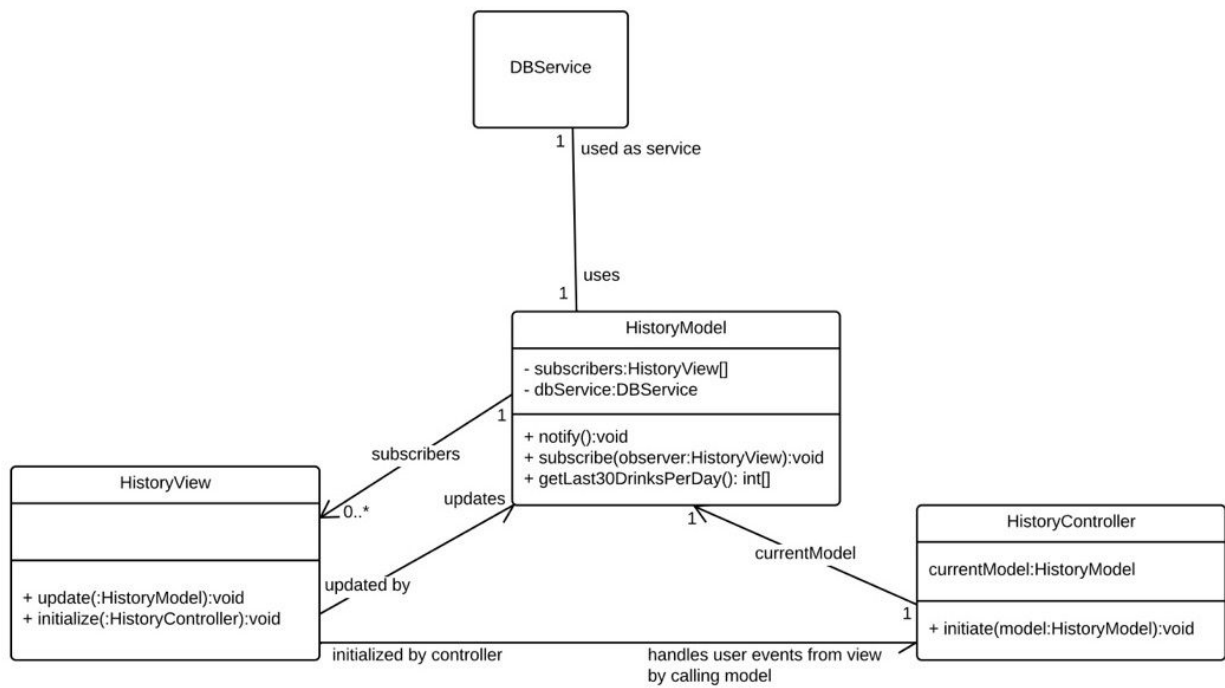 DBService
1
used as service
uses
1
HistoryModel
- subscribers:HistoryView[]
- dbService:DBService
+ notify():void
+ subscribe(observer:HistoryView):void
+ getLast30DrinksPerDay(): int[]
1
subscribers
0..*
HistoryView
+ update(:HistoryModel):void
+ initialize(:HistoryController):void
updates
updated by
1
currentModel
1
HistoryController
currentModel:HistoryModel
+ initiate(model:HistoryModel):void
initialized by controller
handles user events from view
by calling model